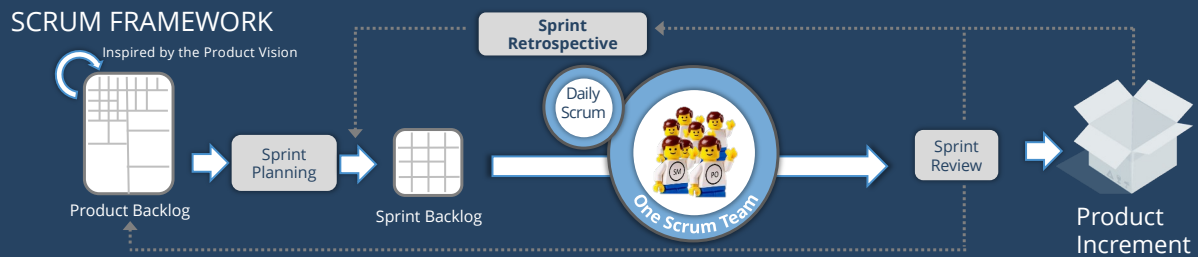 SCRUM FRAMEWORK
Inspired by the Product Vision
Sprint
Retrospective
Daily
Scrum
Sprint
Planning
Sprint
Review
SM
PO
One Scrum Team
Product Backlog
Sprint Backlog
Product
Increment